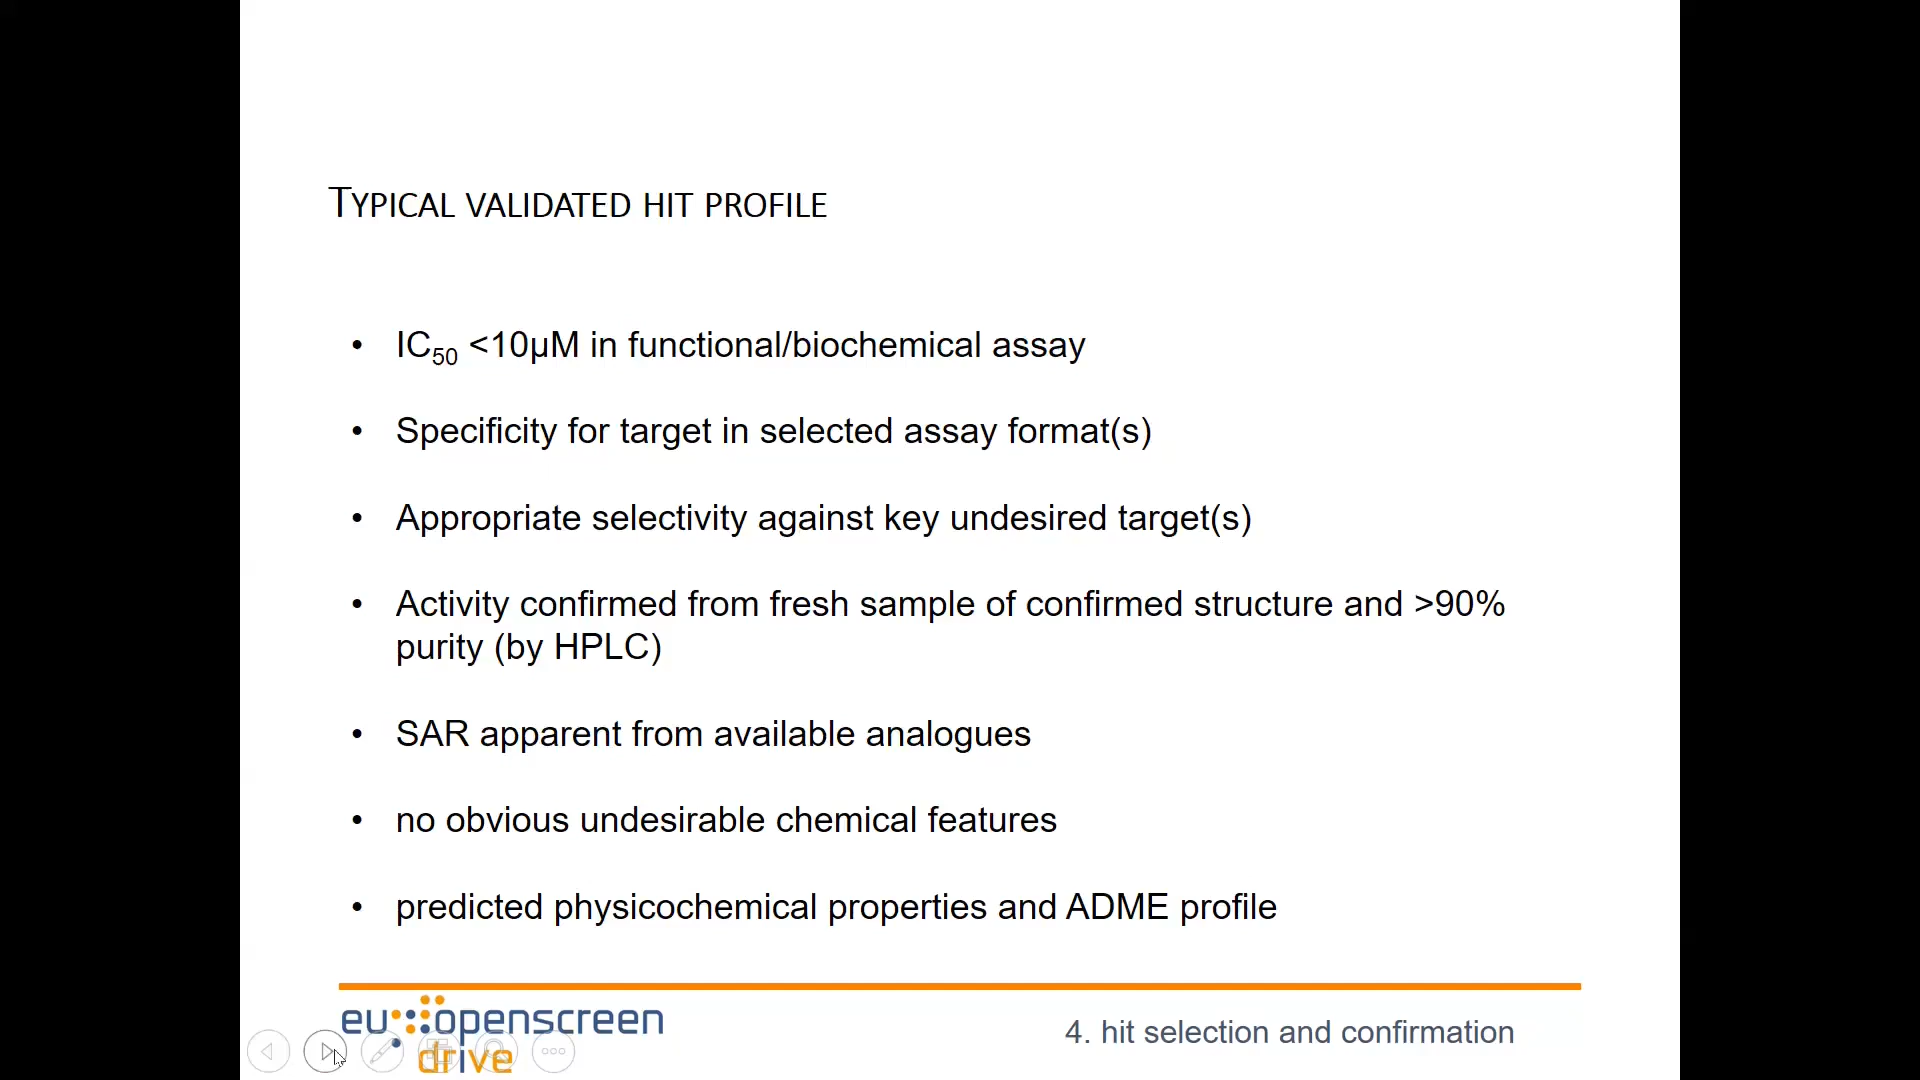 TYPICAL VALIDATED HIT PROFILE
• IC50 <10μM in functional/biochemical assay
• Specificity for target in selected assay format(s)
• Appropriate selectivity against key undesired target(s)
• Activity confirmed from fresh sample of confirmed structure and >90%
purity (by HPLC)
• SAR apparent from available analogues
• no obvious undesirable chemical features
• predicted physicochemical properties and ADME profile
eu openscreen
drive
4. hit selection and confirmation